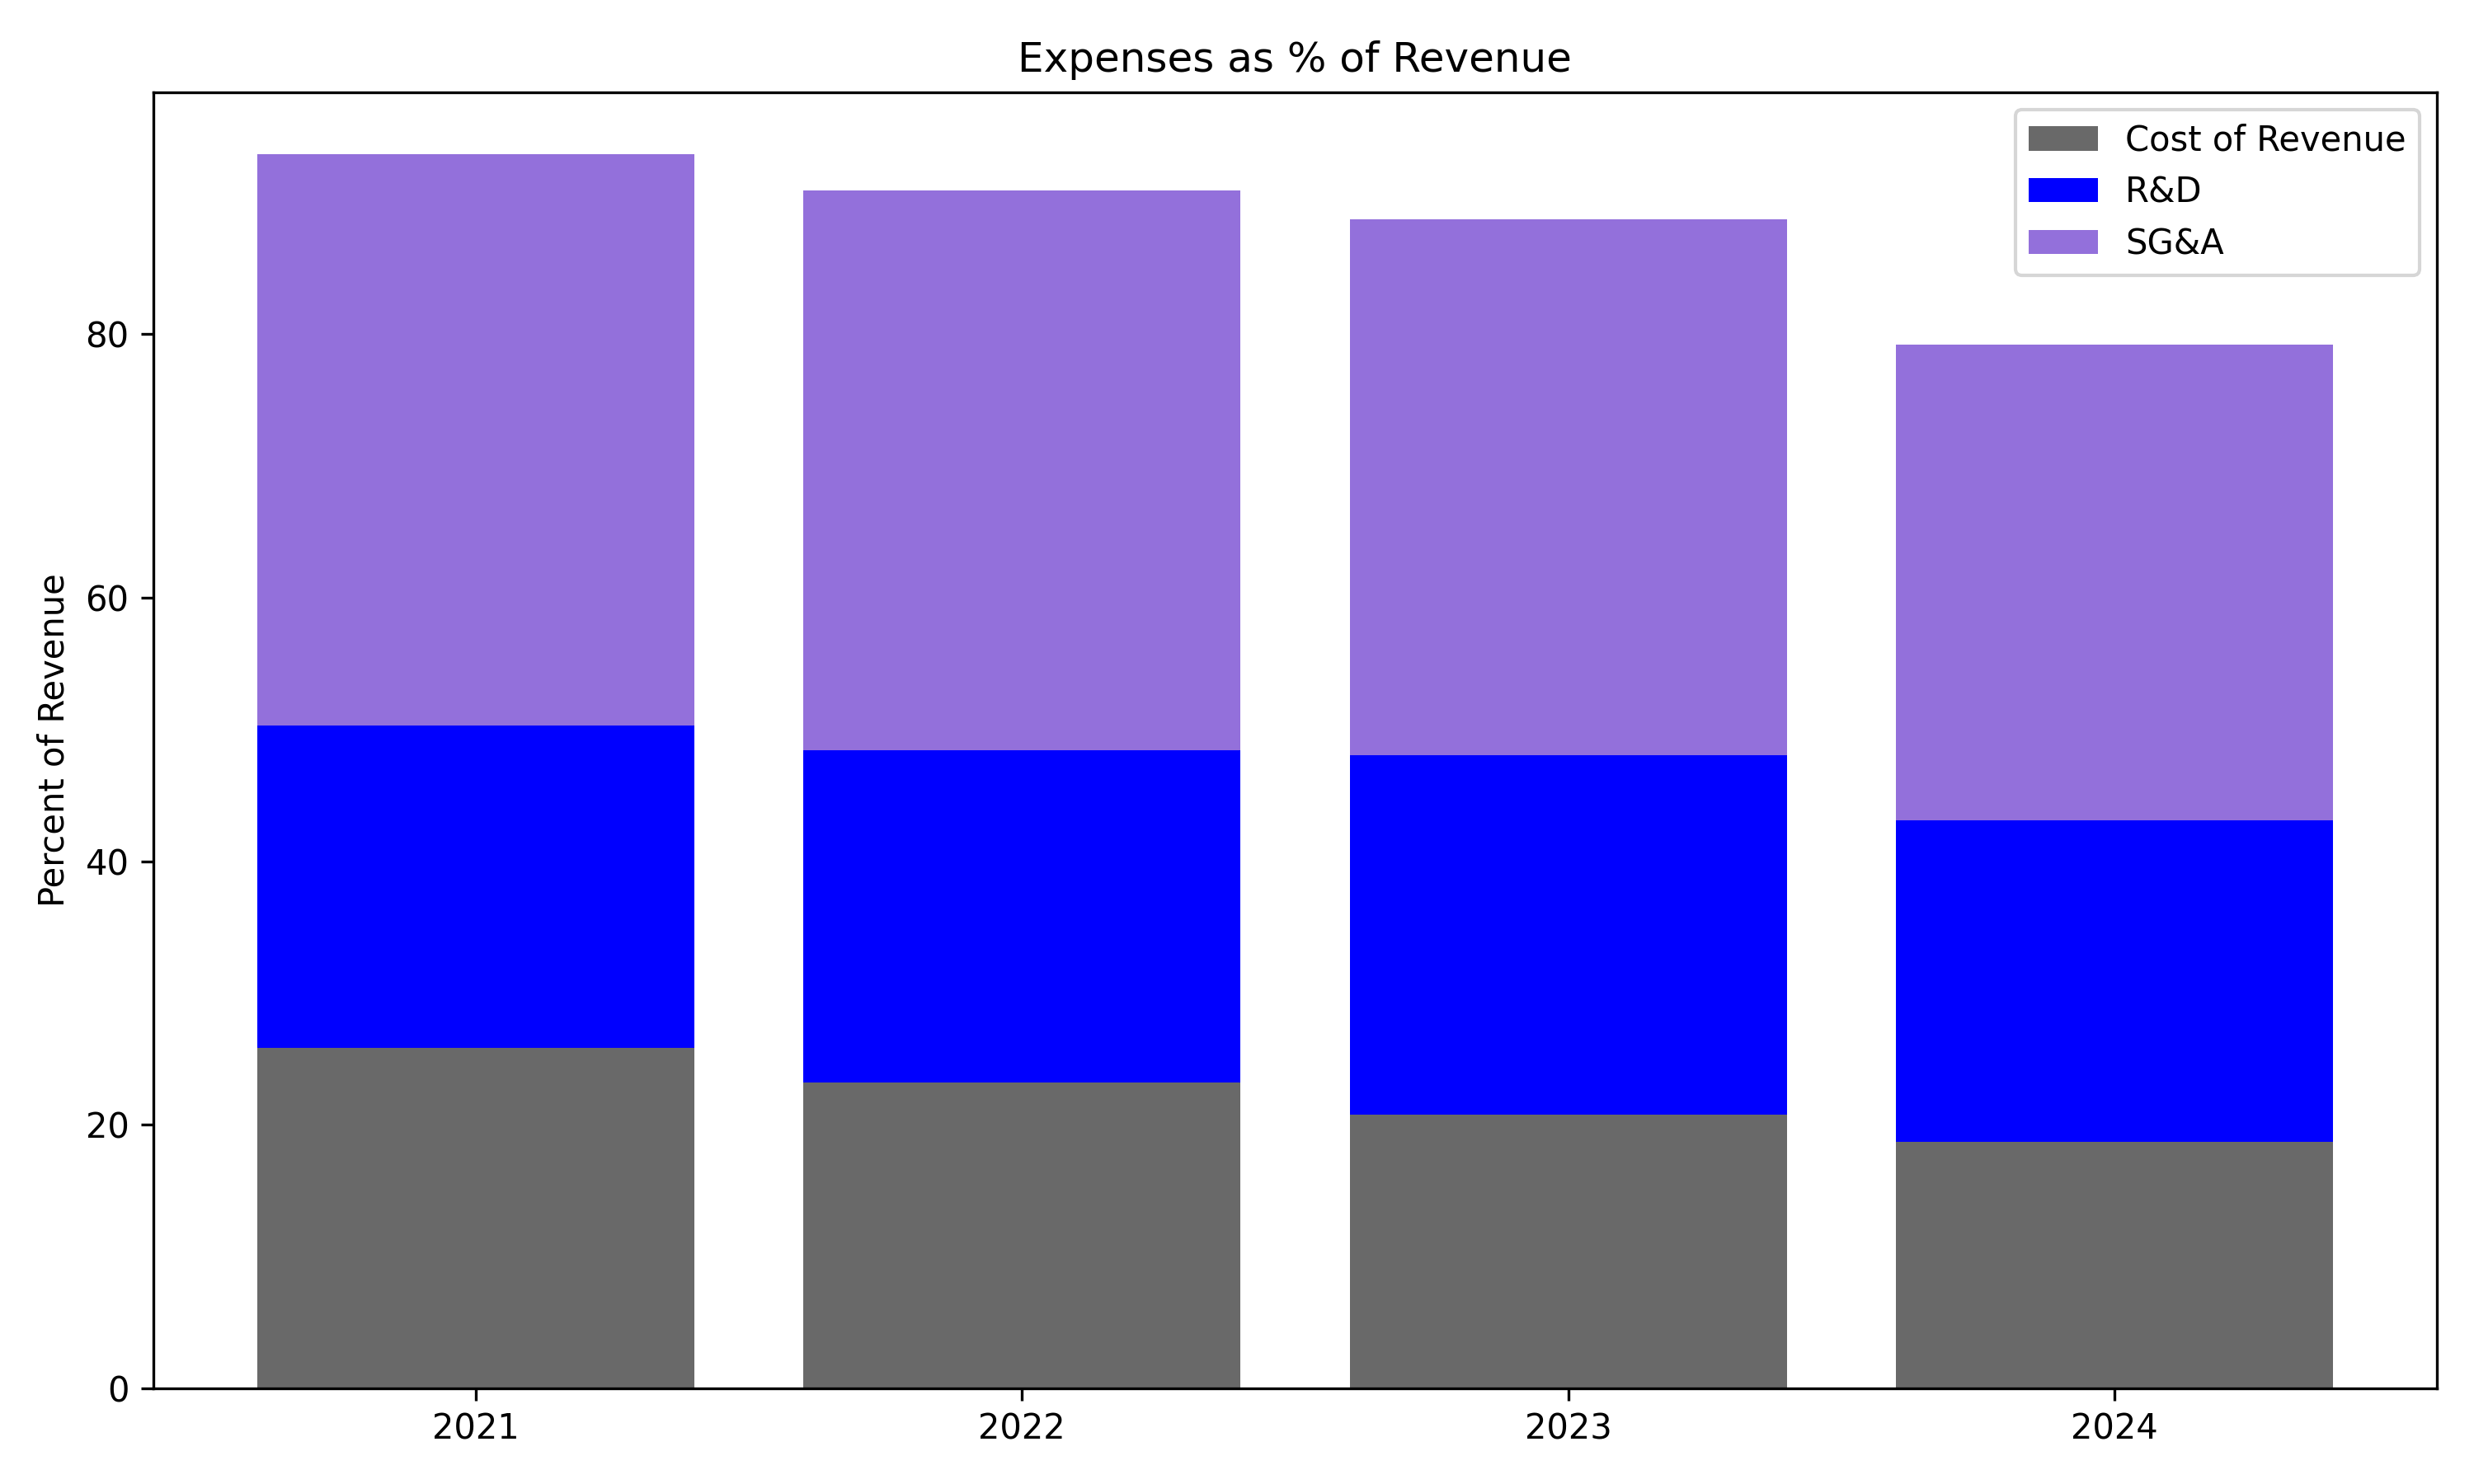 Expenses as % of Revenue
Cost of Revenue
R&D
SG&A
Percent of Revenue
80
60
40
20
0
2021
2022
2023
2024